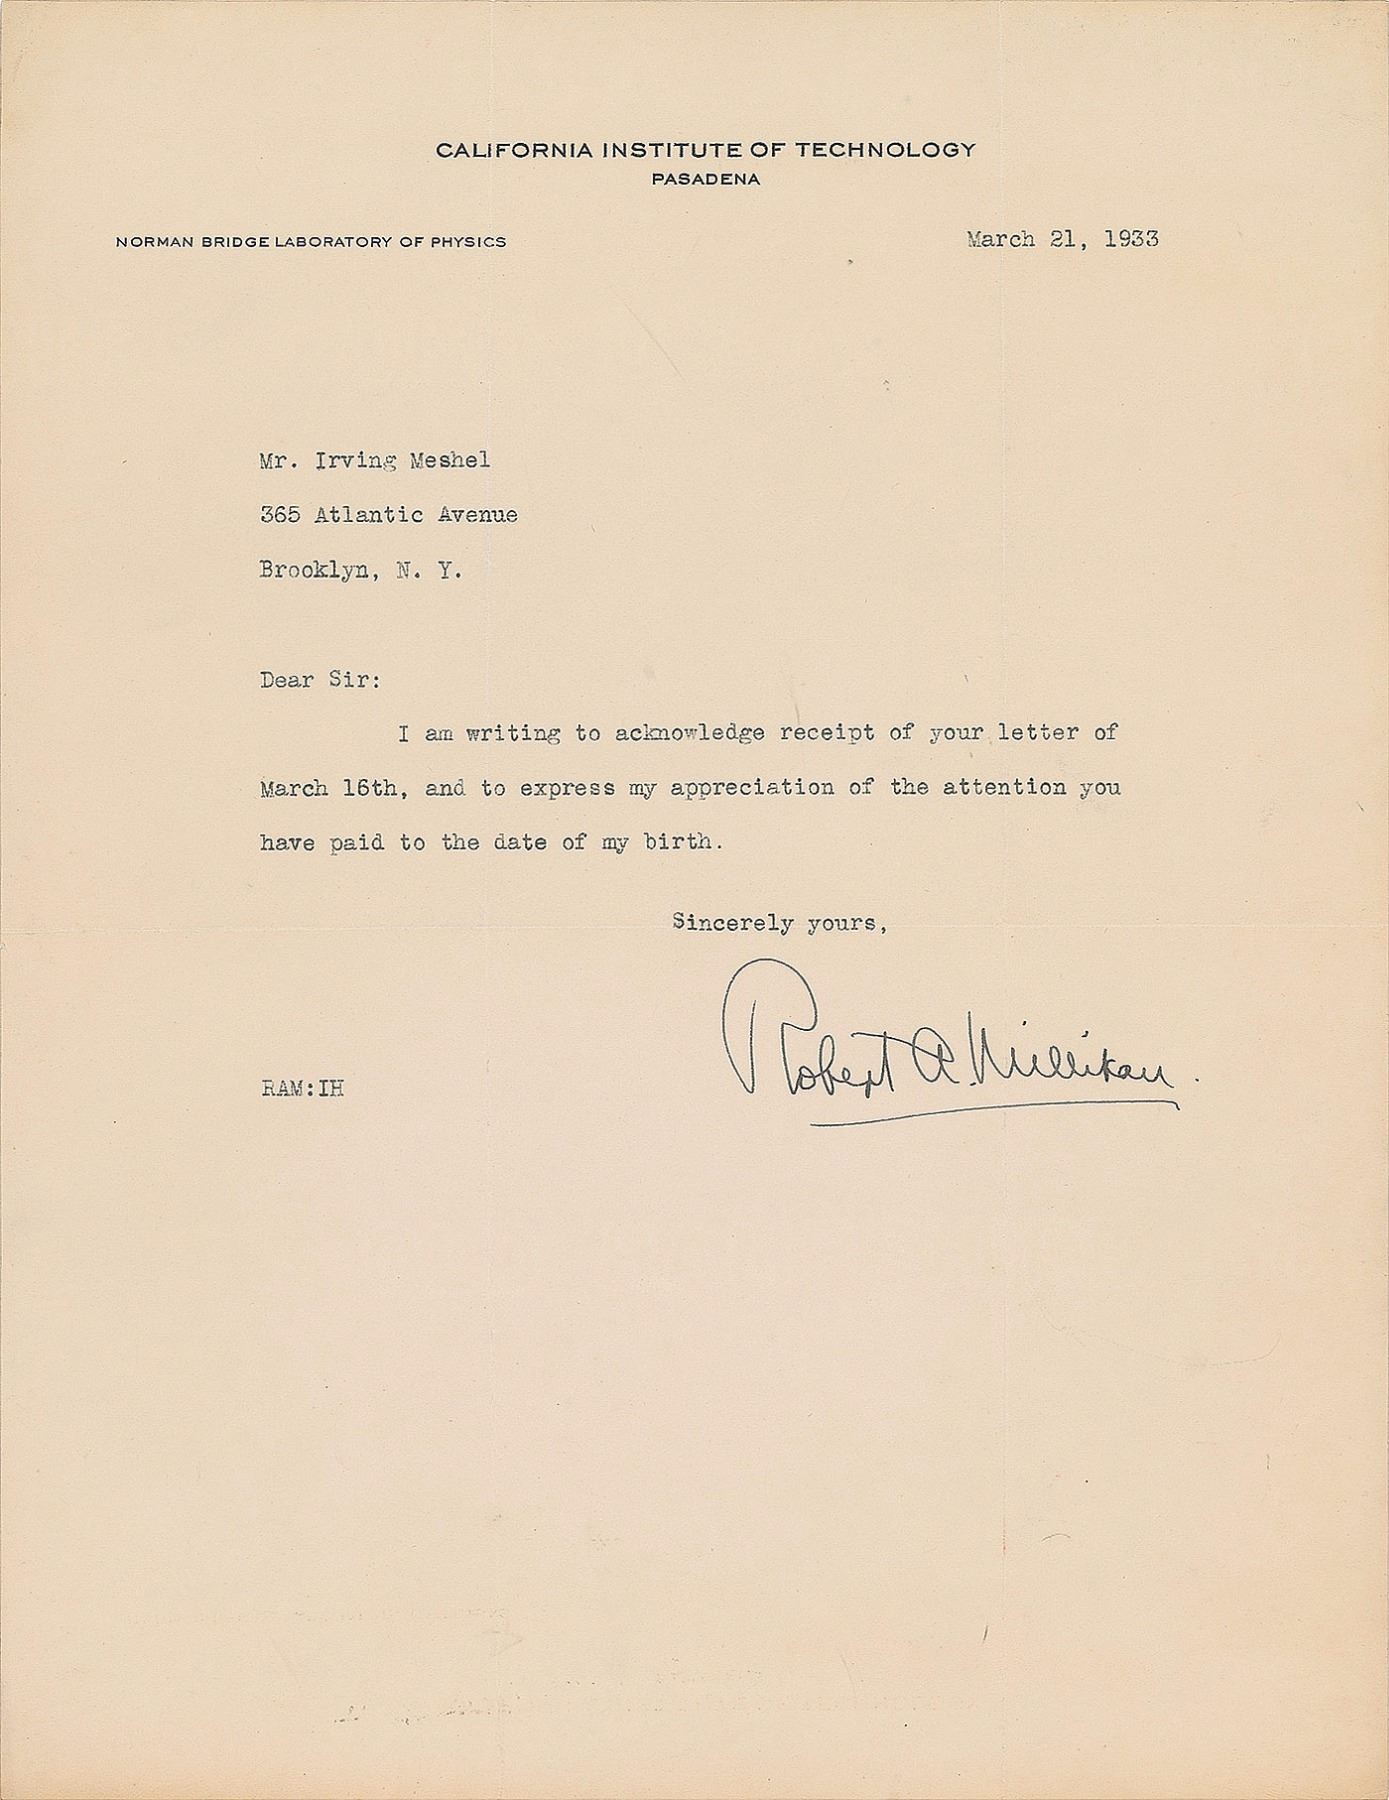 CALIFORNIA INSTITUTE OF TECHNOLOGY
PASADENA
NORMAN BRIDGE LABORATORY OF PHYSICS
March 21, 1933
Mr. Irving Meshel
365 Atlantic Avenue
Brooklyn, N. Y.
Dear Sir:
I am writing to acknowledge receipt of your letter of
March 16th, and to express my appreciation of the attention you
have paid to the date of my birth.
Sincerely yours,
Robert A. Millikan.
RAM:IH